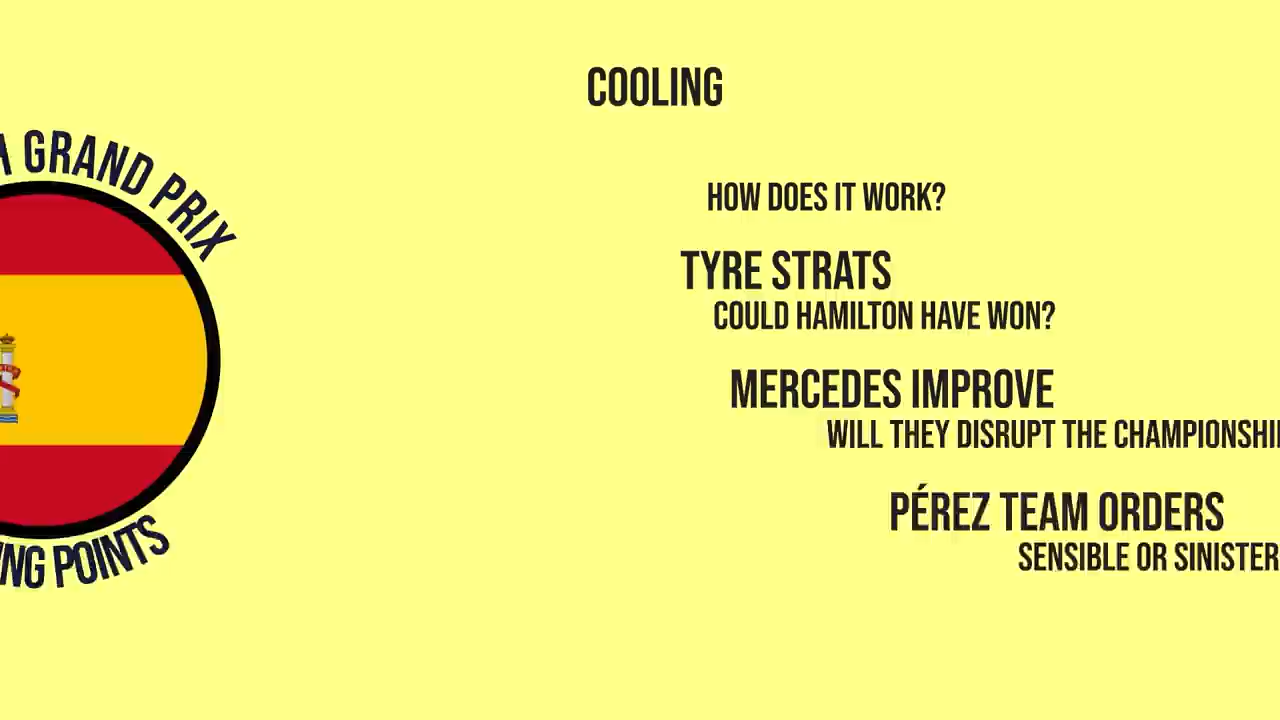 GRAND PRIX
COOLING
HOW DOES IT WORK?
TYRE STRATS
COULD HAMILTON HAVE WON?
MERCEDES IMPROVE
WILL THEY DISRUPT THE
PÉREZ TEAM ORDERS
SENSIBLE OR SINISTER
POINTS